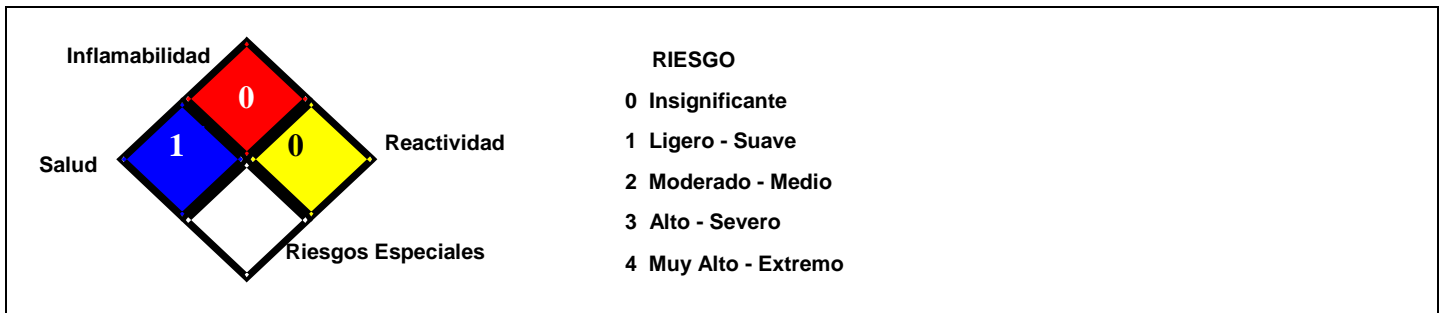 Inflamabilidad
0
1
0
Reactividad
Salud
Riesgos Especiales
RIESGO
0 Insignificante
1 Ligero - Suave
2 Moderado - Medio
3 Alto - Severo
4 Muy Alto - Extremo